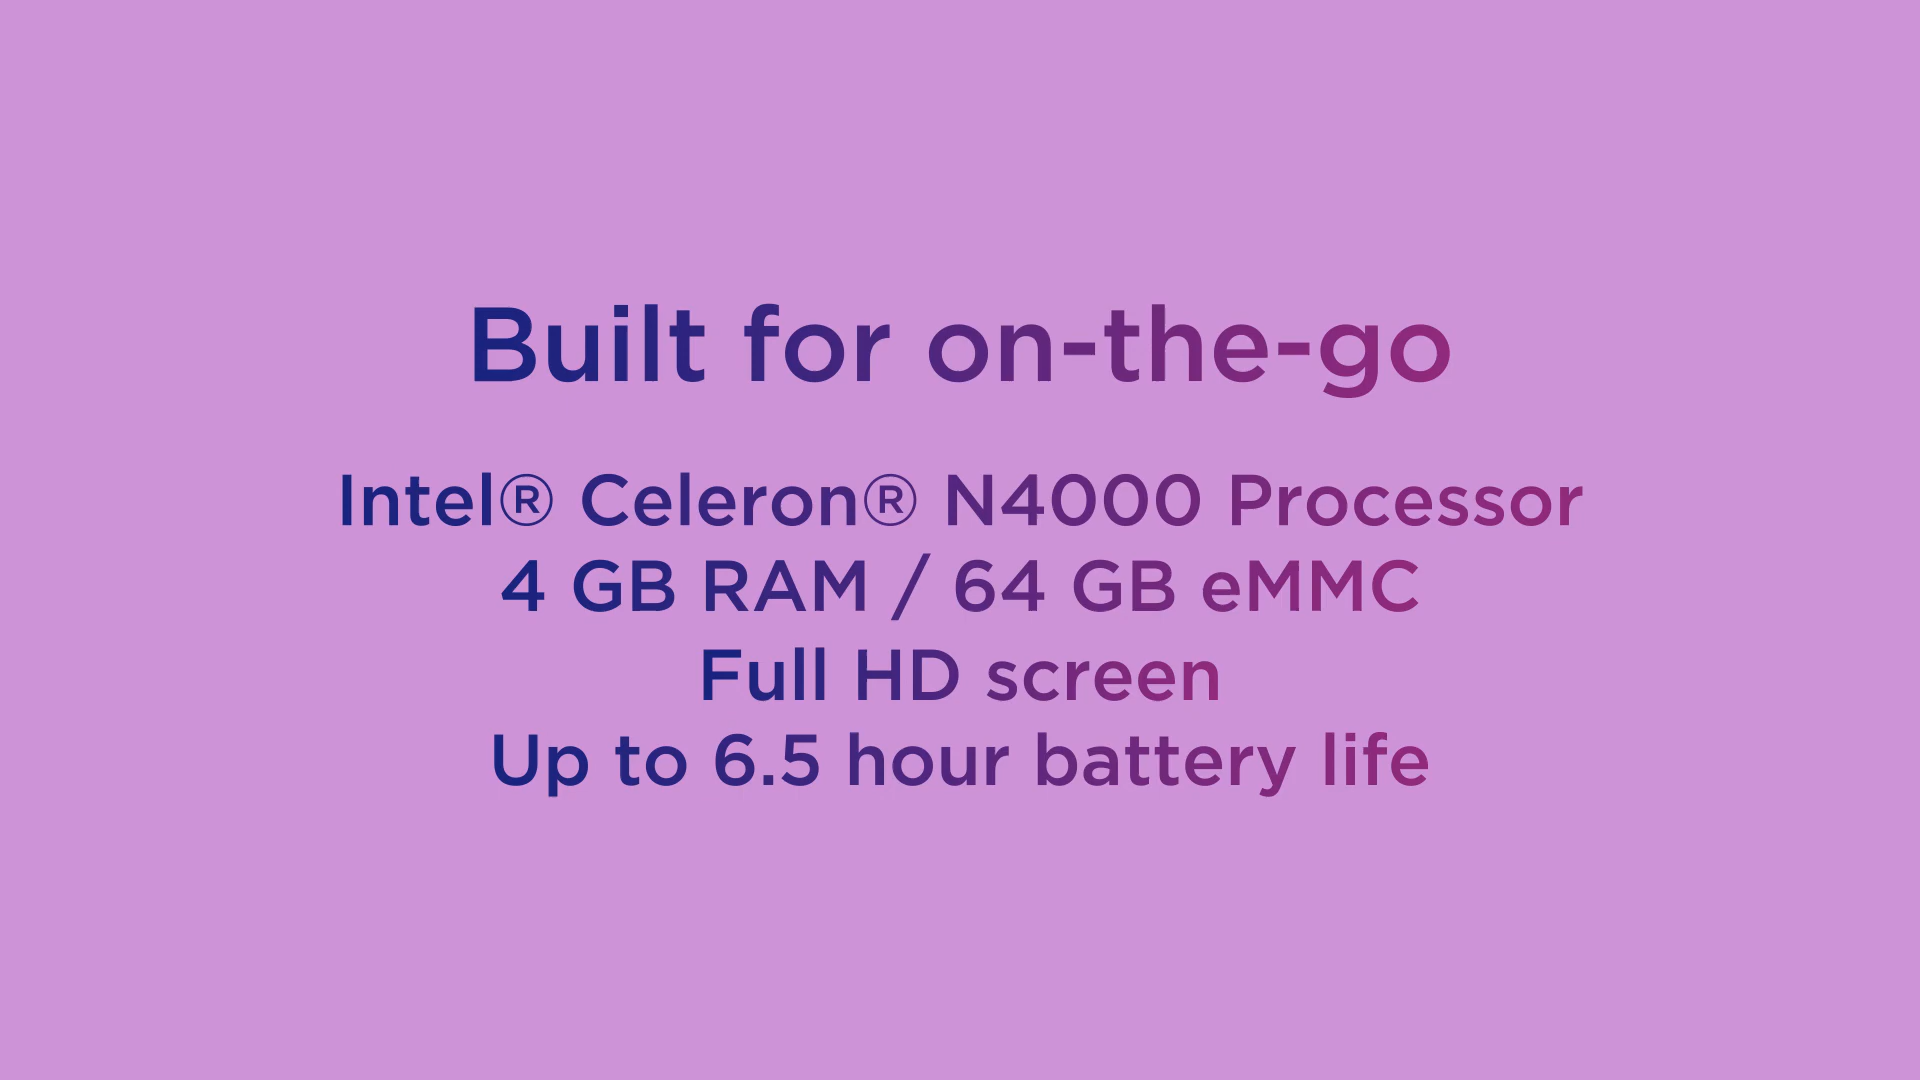 Built for on-the-go
Intel® Celeron® N4000 Processor
4 GB RAM / 64 GB eMMC
Full HD screen
Up to 6.5 hour battery life